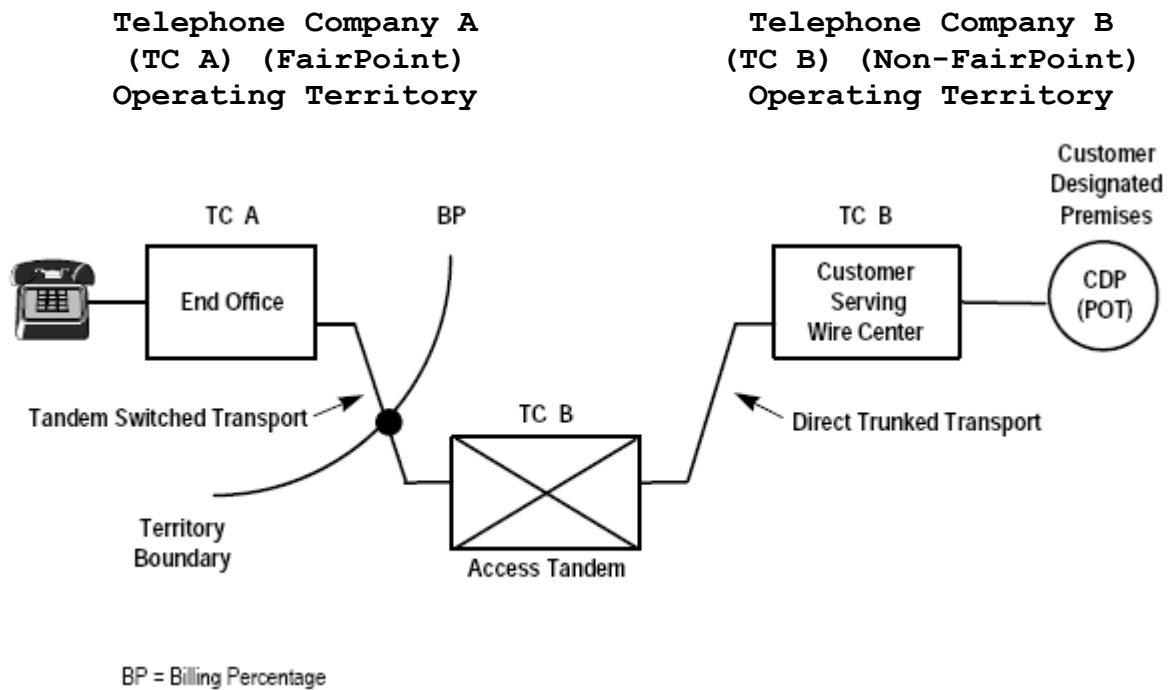 Telephone Company A
(TC A) (FairPoint)
Operating Territory
Telephone Company B
(TC B) (Non-FairPoint)
Operating Territory
Customer
Designated
Premises
TC A
BP
TC B
End Office
Customer
Serving
Wire Center
CDP
(POT)
Tandem Switched Transport
TC B
Direct Trunked Transport
Territory
Boundary
Access Tandem
BP = Billing Percentage